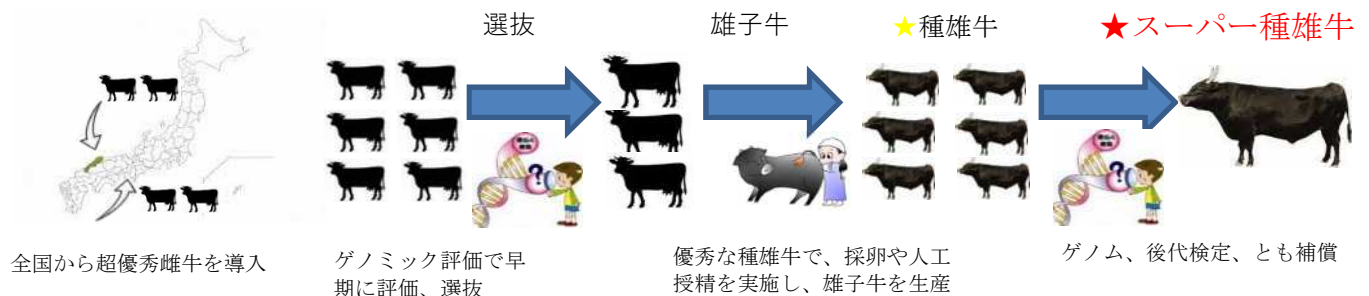 選抜
雄子牛
★種雄牛
★スーパー種雄牛
?
?
全国から超優秀雌牛を導入
ゲノミック評価で早
期に評価、選抜
優秀な種雄牛で、採卵や人工
授精を実施し、雄子牛を生産
ゲノム、後代検定、とも補償